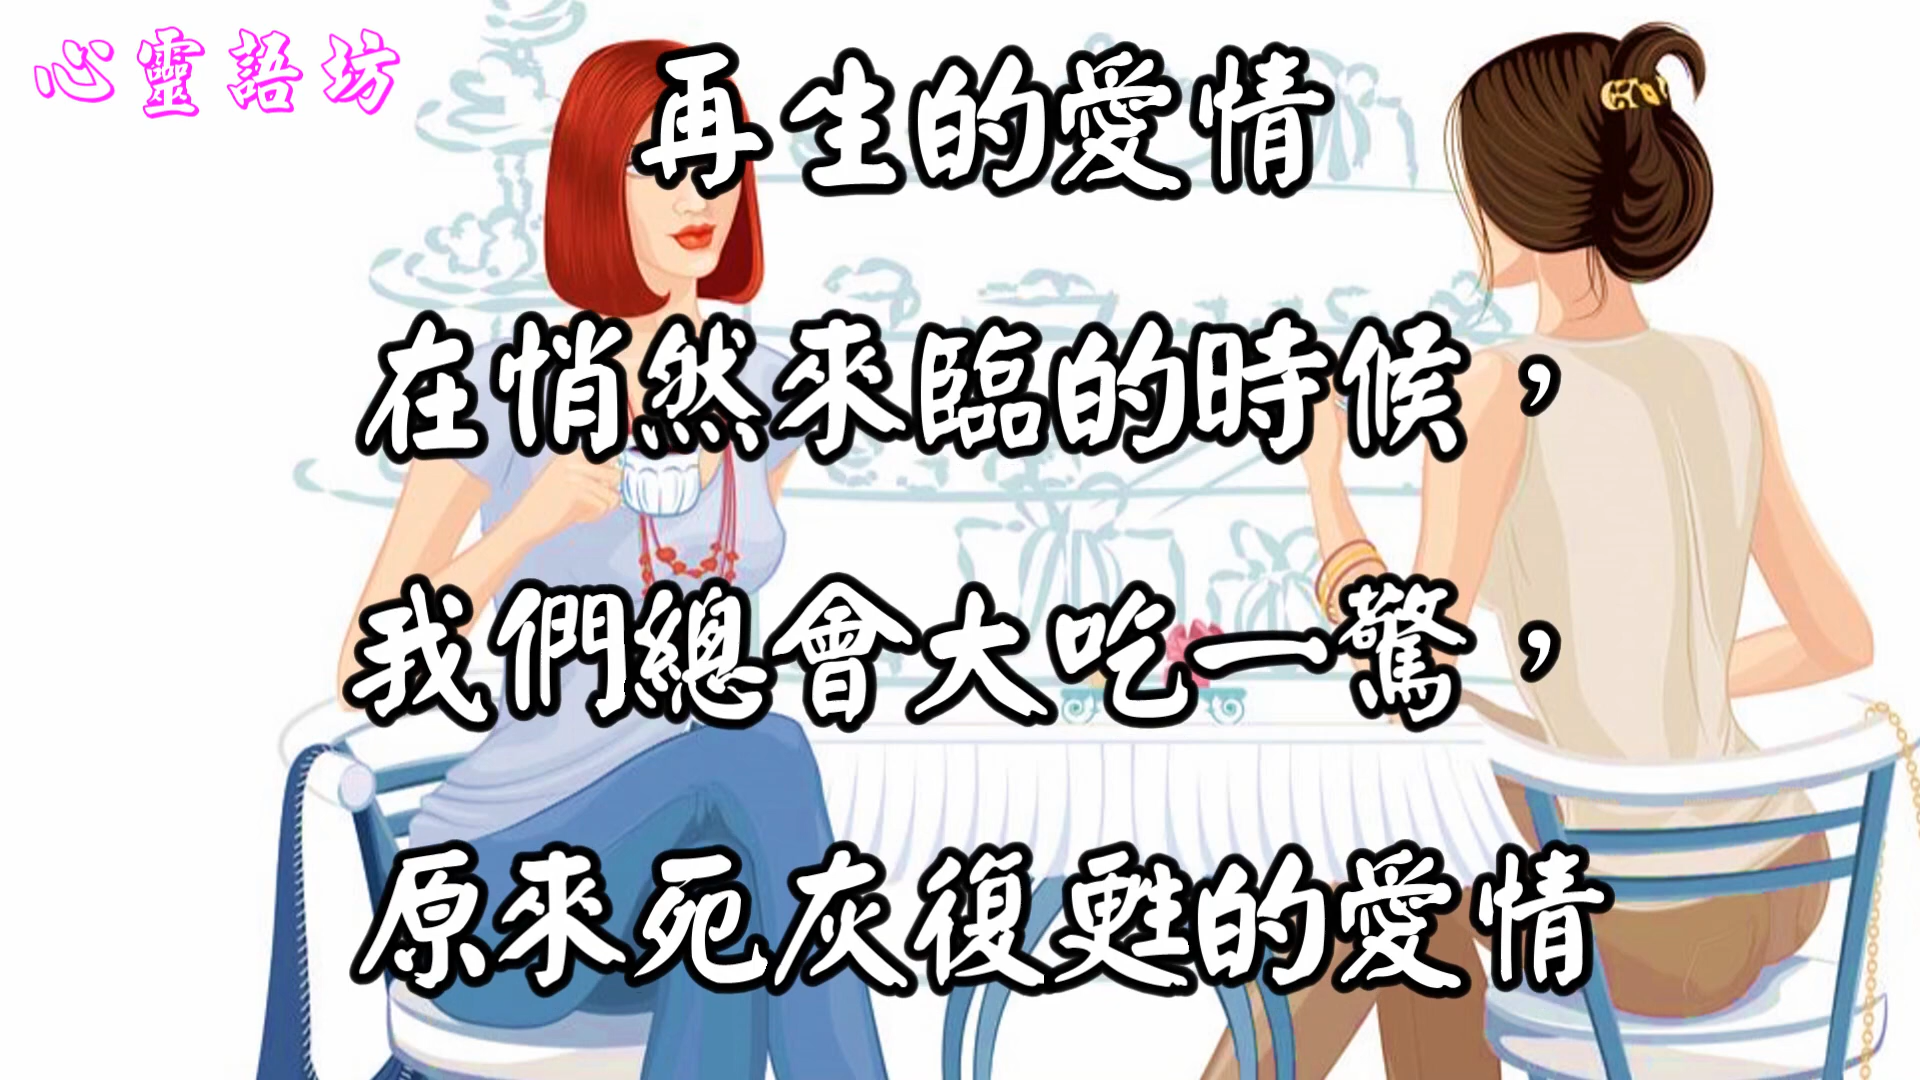 心靈語坊
再生的愛情
在悄然來臨的時候，
我們總會大吃一驚，
原來死灰復甦的愛情